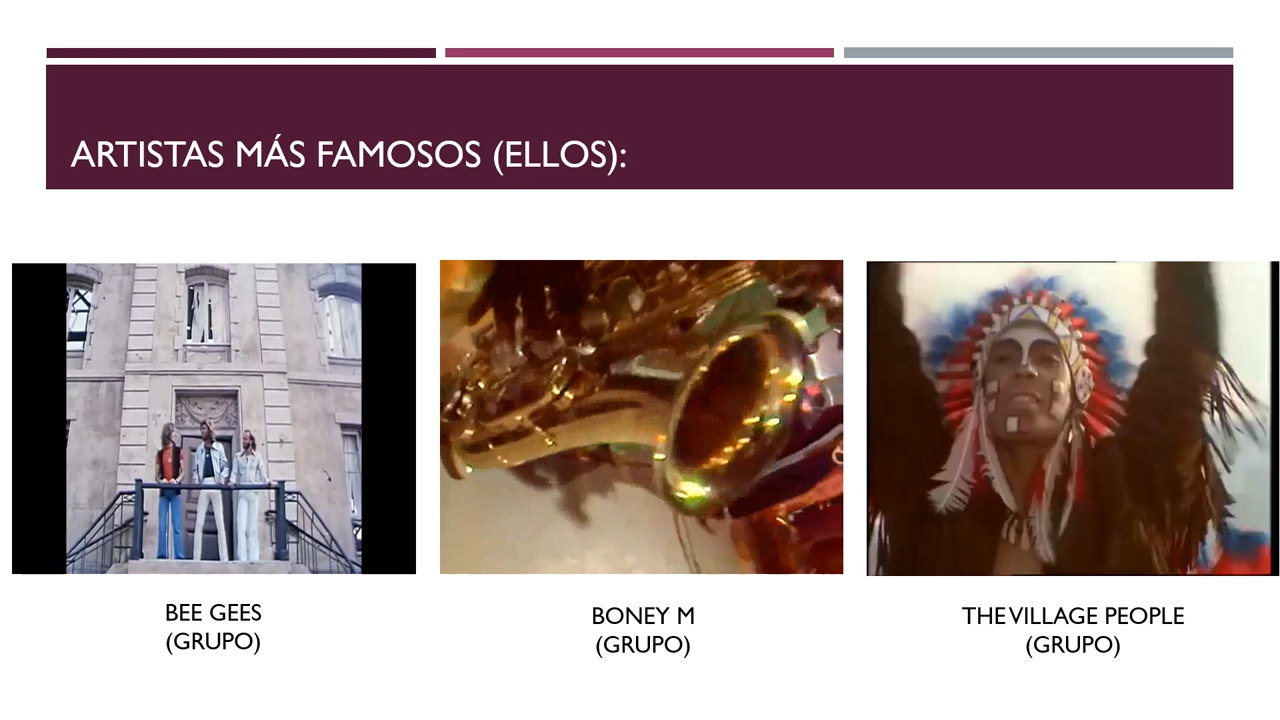 ARTISTAS MÁS FAMOSOS (ELLOS):
BEE GEES
(GRUPO)
BONEY M
(GRUPO)
THE VILLAGE PEOPLE
(GRUPO)